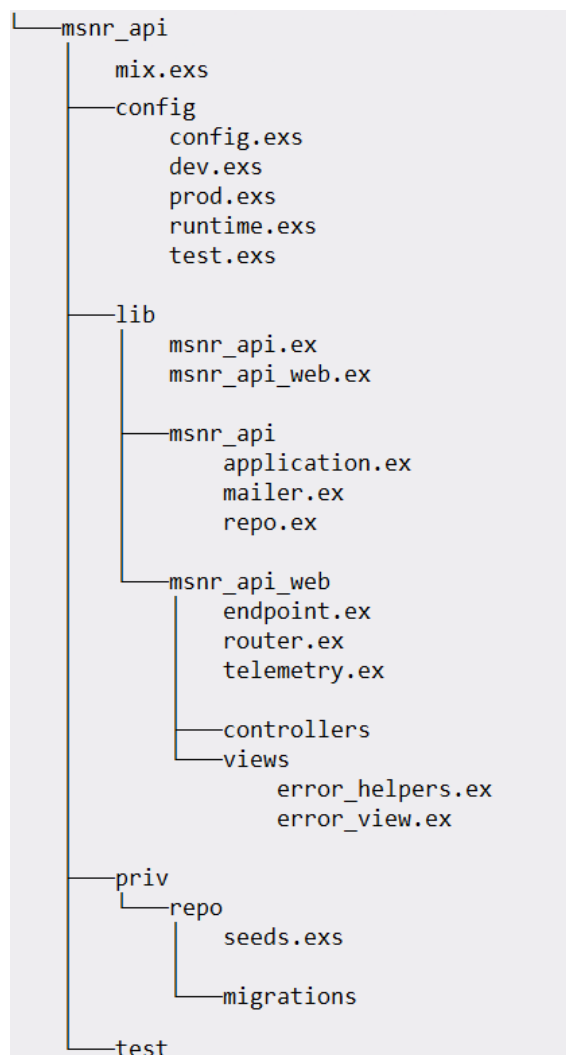 msnr_api
mix.exs
config
config.exs
dev.exs
prod.exs
runtime.exs
test.exs
lib
msnr_api.ex
msnr_api_web.ex
msnr_api
application.ex
mailer.ex
repo.ex
msnr_api_web
endpoint.ex
router.ex
telemetry.ex
controllers
views
error_helpers.ex
error_view.ex
priv
repo
seeds.exs
migrations
test